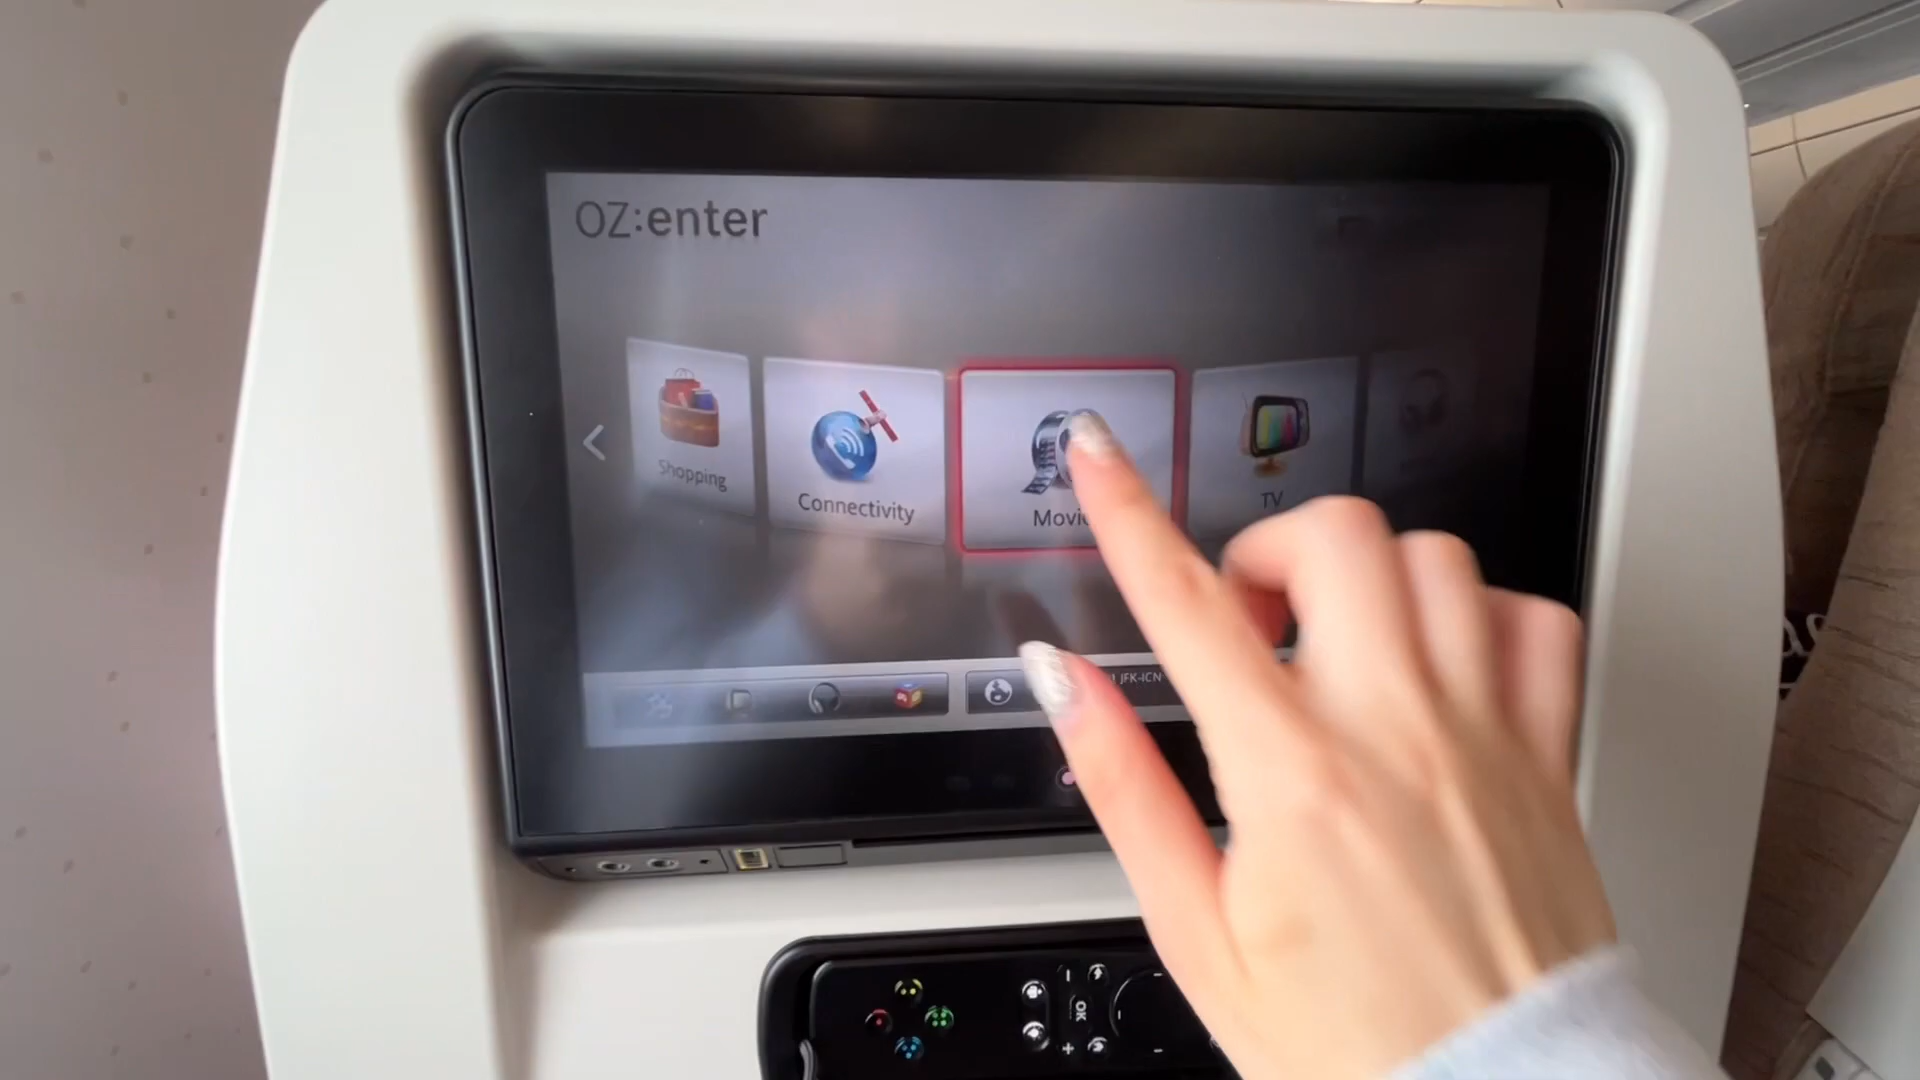 OZ:enter
Shopping
Connectivity
Movie
TV
JFK-ICN
OK